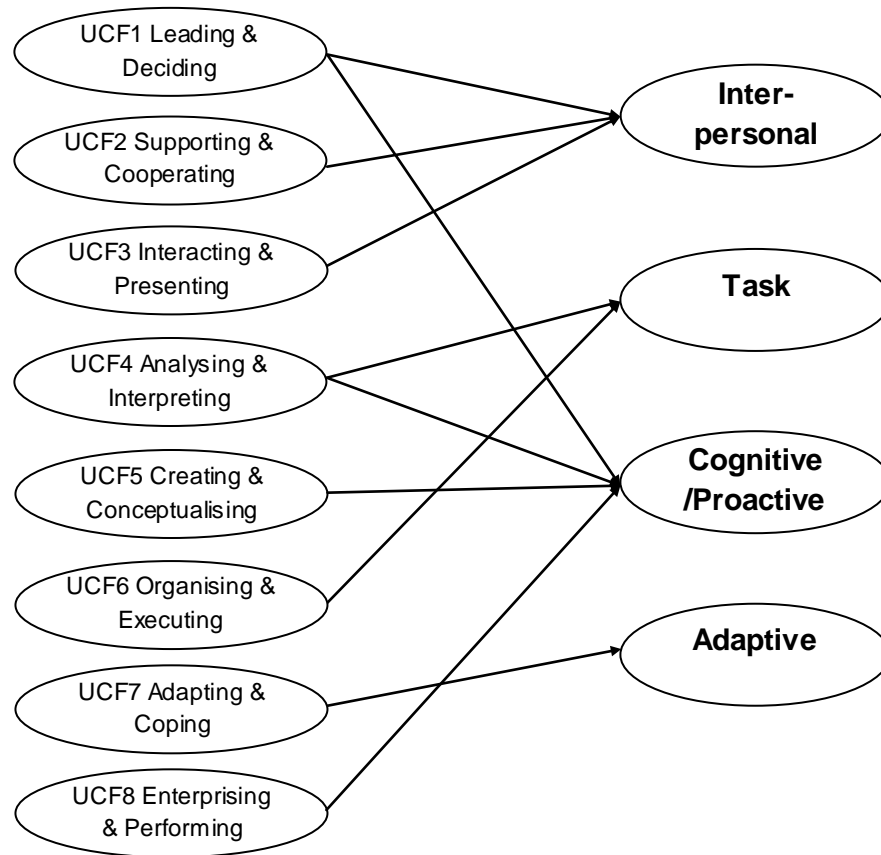 UCF1 Leading &
Deciding
UCF2 Supporting &
Cooperating
UCF3 Interacting &
Presenting
UCF4 Analysing &
Interpreting
UCF5 Creating &
Conceptualising
UCF6 Organising &
Executing
UCF7 Adapting &
Coping
UCF8 Enterprising
& Performing
Inter-
personal
Task
Cognitive
/Proactive
Adaptive